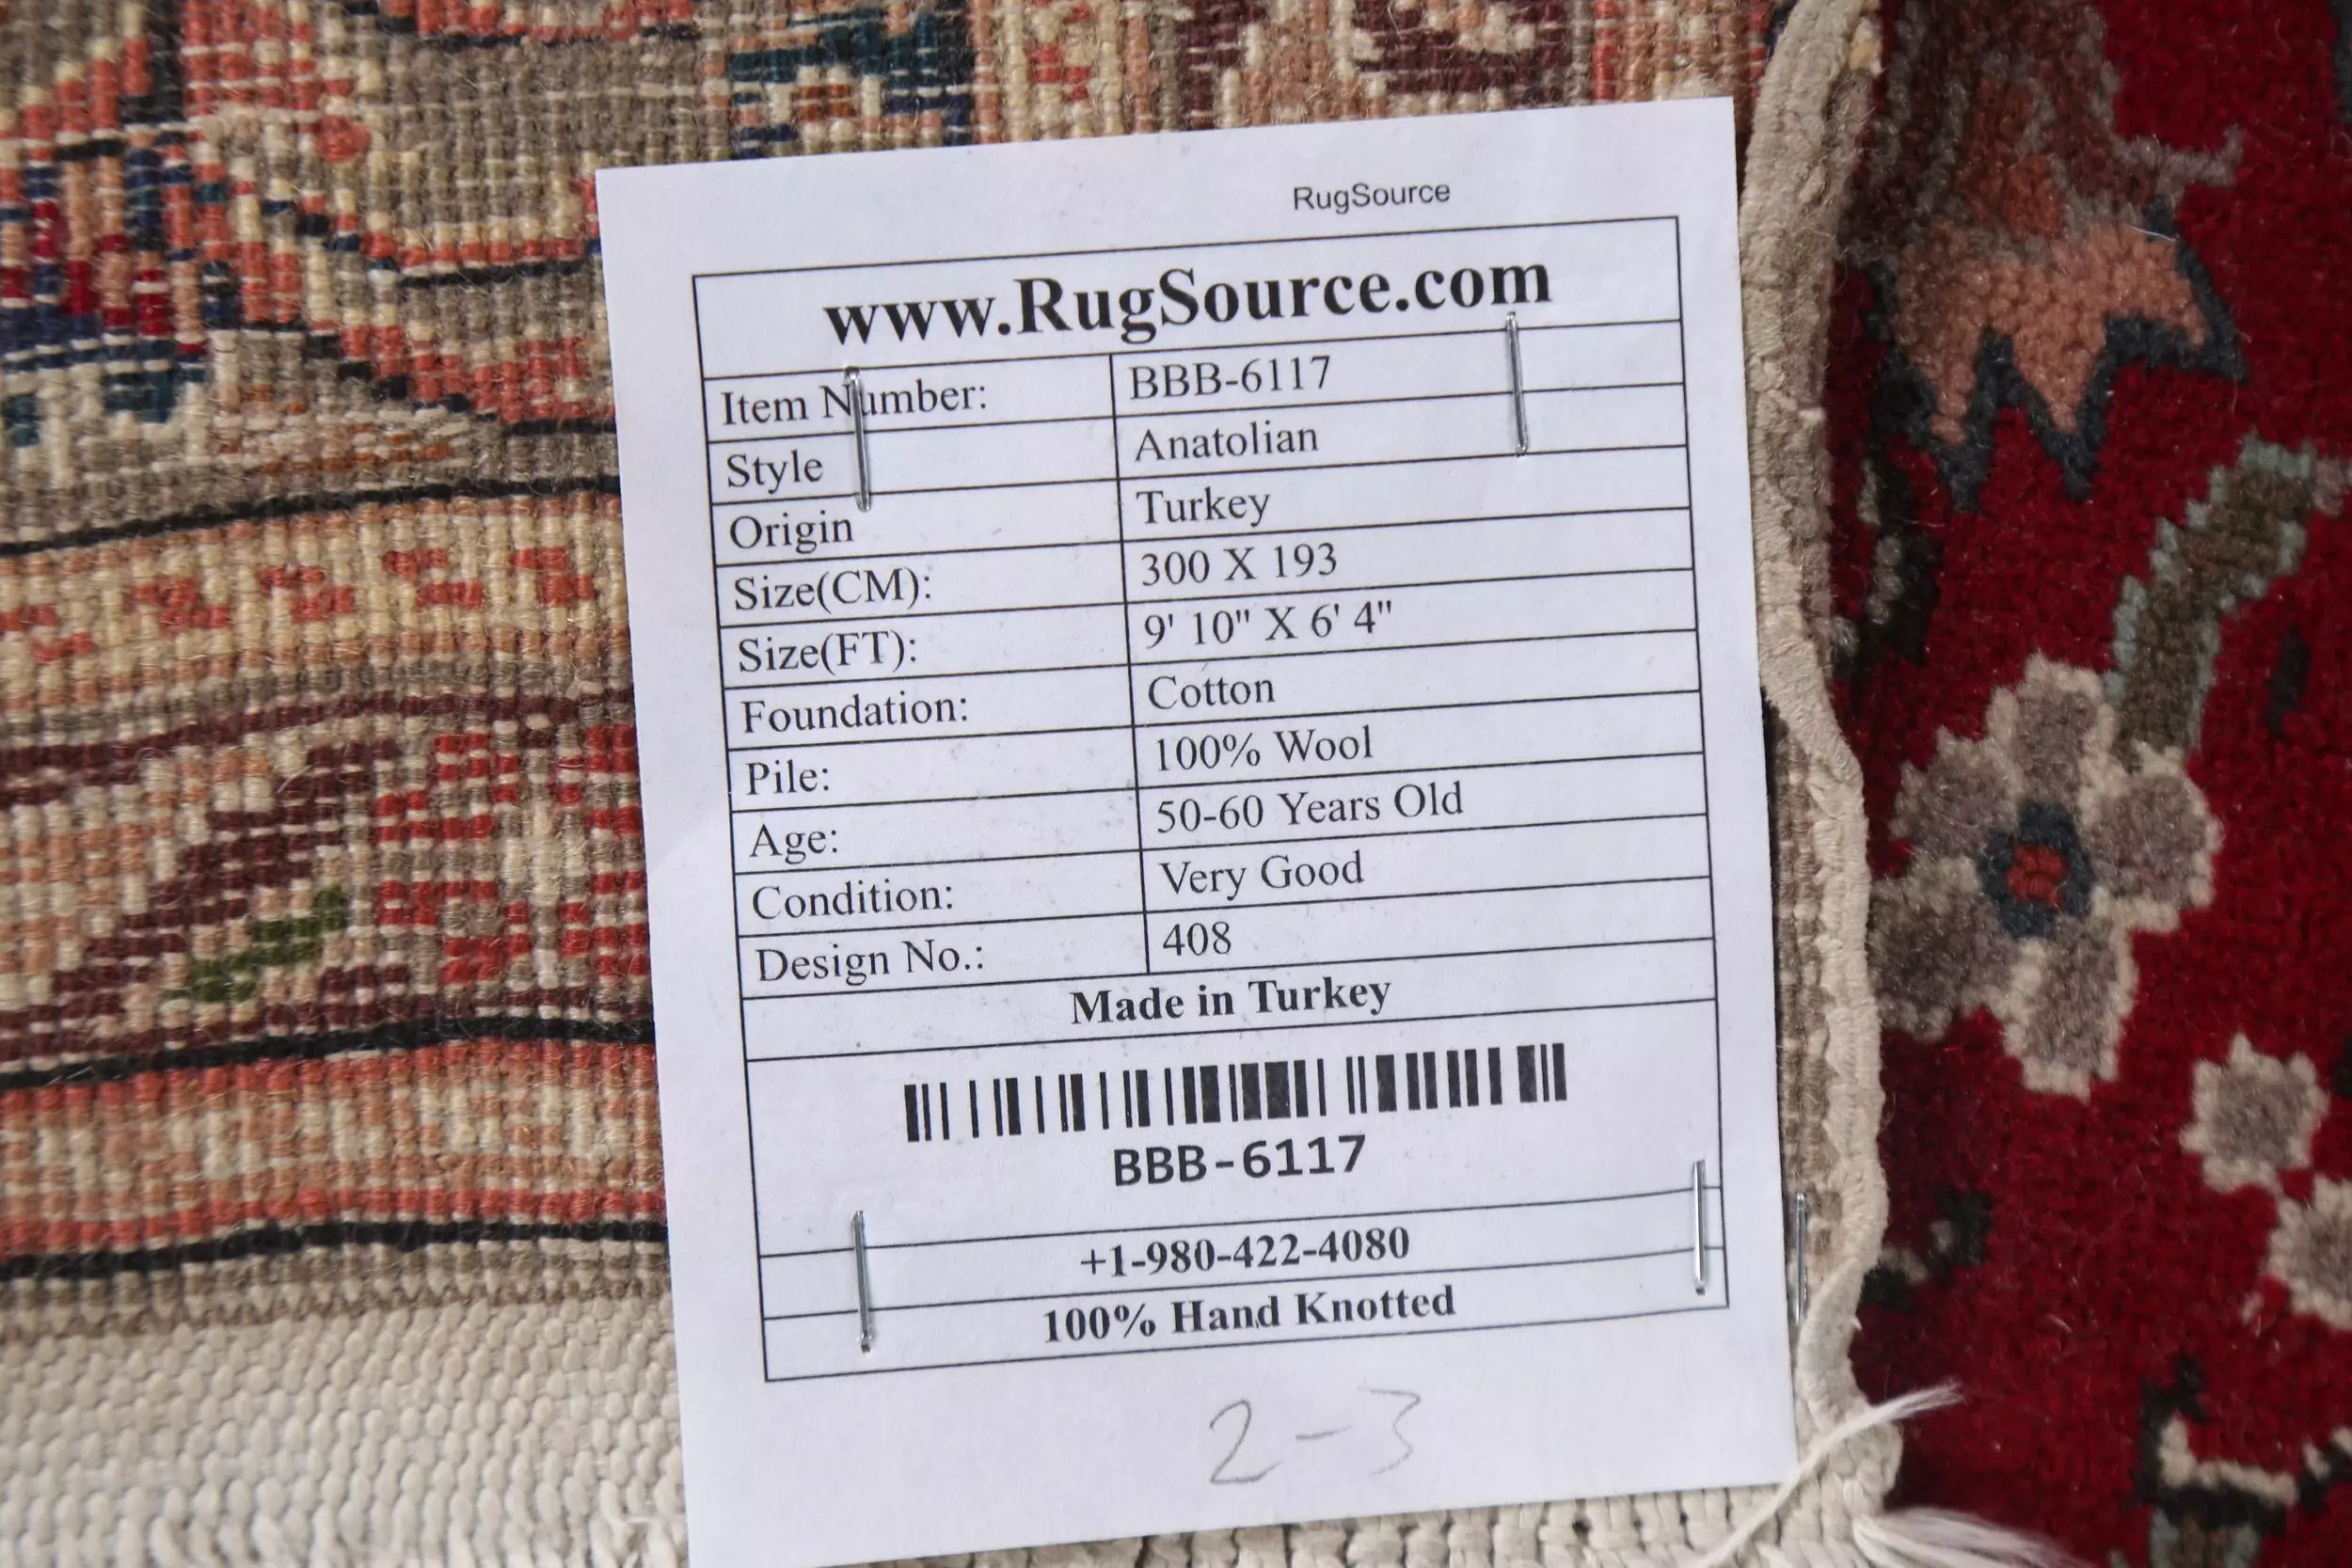 RugSource
www.RugSource.com
Item Number: BBB-6117
Style Anatolian
Origin Turkey
Size(CM): 300 X 193
Size(FT): 9' 10" X 6' 4"
Foundation: Cotton
Pile: 100% Wool
Age: 50-60 Years Old
Condition: Very Good
Design No.: 408
Made in Turkey
BBB-6117
+1-980-422-4080
100% Hand Knotted
2-3